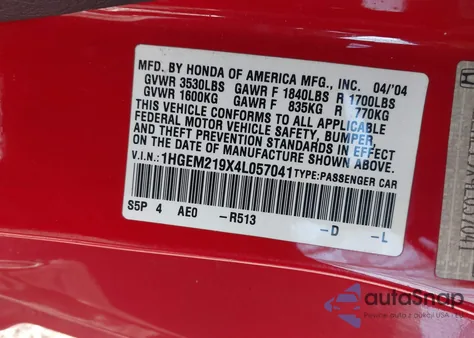 MFD. BY HONDA OF AMERICA MFG., INC. 04/'04
GVWR 3530LBS GAWR F 1840LBS R 1700LBS
GVWR 1600KG GAWR F 835KG R 770KG
THIS VEHICLE CONFORMS TO ALL APPLICABLE
FEDERAL MOTOR VEHICLE SAFETY, BUMPER,
AND THEFT PREVENTION STANDARDS IN EFFECT ON
THE DATE OF MANUFACTURE SHOWN ABOVE.
V.I.N.: 1HGEM219X4L057041 TYPE: PASSENGER CAR
S5P 4 AE0 -R513 -D -L
autoSnap